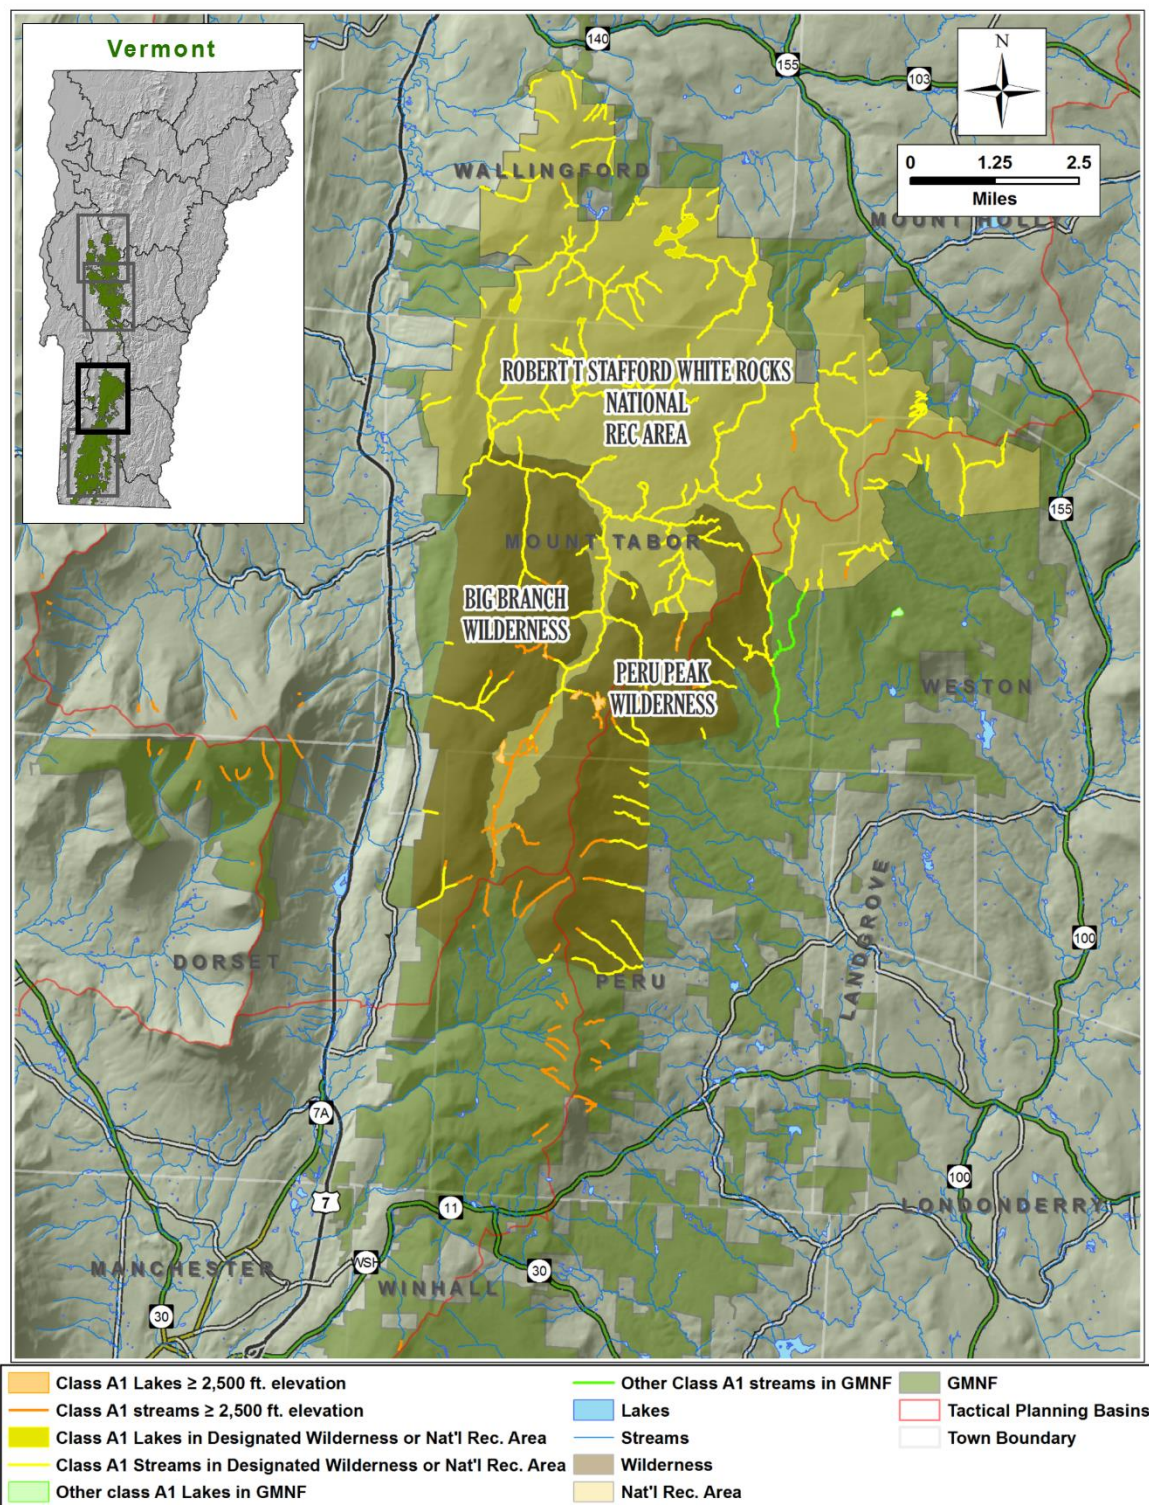 Vermont
N
0 1.25 2.5
Miles
140
155
103
WALLINGFORD
MOUNT HOLLY
ROBERT T STAFFORD WHITE ROCKS
NATIONAL
REC AREA
155
MOUNT TABOR
BIG BRANCH
WILDERNESS
PERU PEAK
WILDERNESS
WESTON
LANDGROVE
100
DORSET
PERU
7A
7
11
100
LONDONDERRY
MANCHESTER
WSH
30
WINHALL
30
Class A1 Lakes ≥ 2,500 ft. elevation
Class A1 streams ≥ 2,500 ft. elevation
Class A1 Lakes in Designated Wilderness or Nat'l Rec. Area
Class A1 Streams in Designated Wilderness or Nat'l Rec. Area
Other class A1 Lakes in GMNF
Other Class A1 streams in GMNF
Lakes
Streams
Wilderness
Nat'l Rec. Area
GMNF
Tactical Planning Basins
Town Boundary